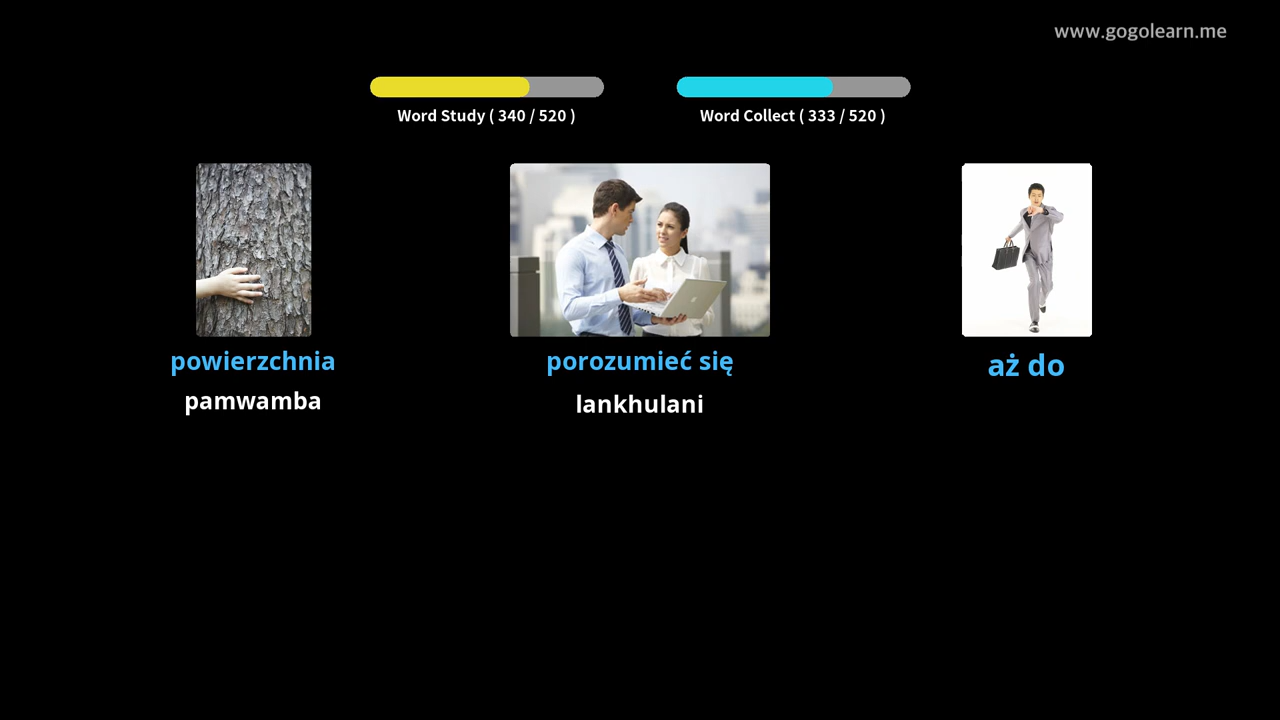 www.gogolearn.me
Word Study ( 340 / 520 )
Word Collect ( 333 / 520 )
powierzchnia
pamwamba
porozumieć się
lankhulani
aż do